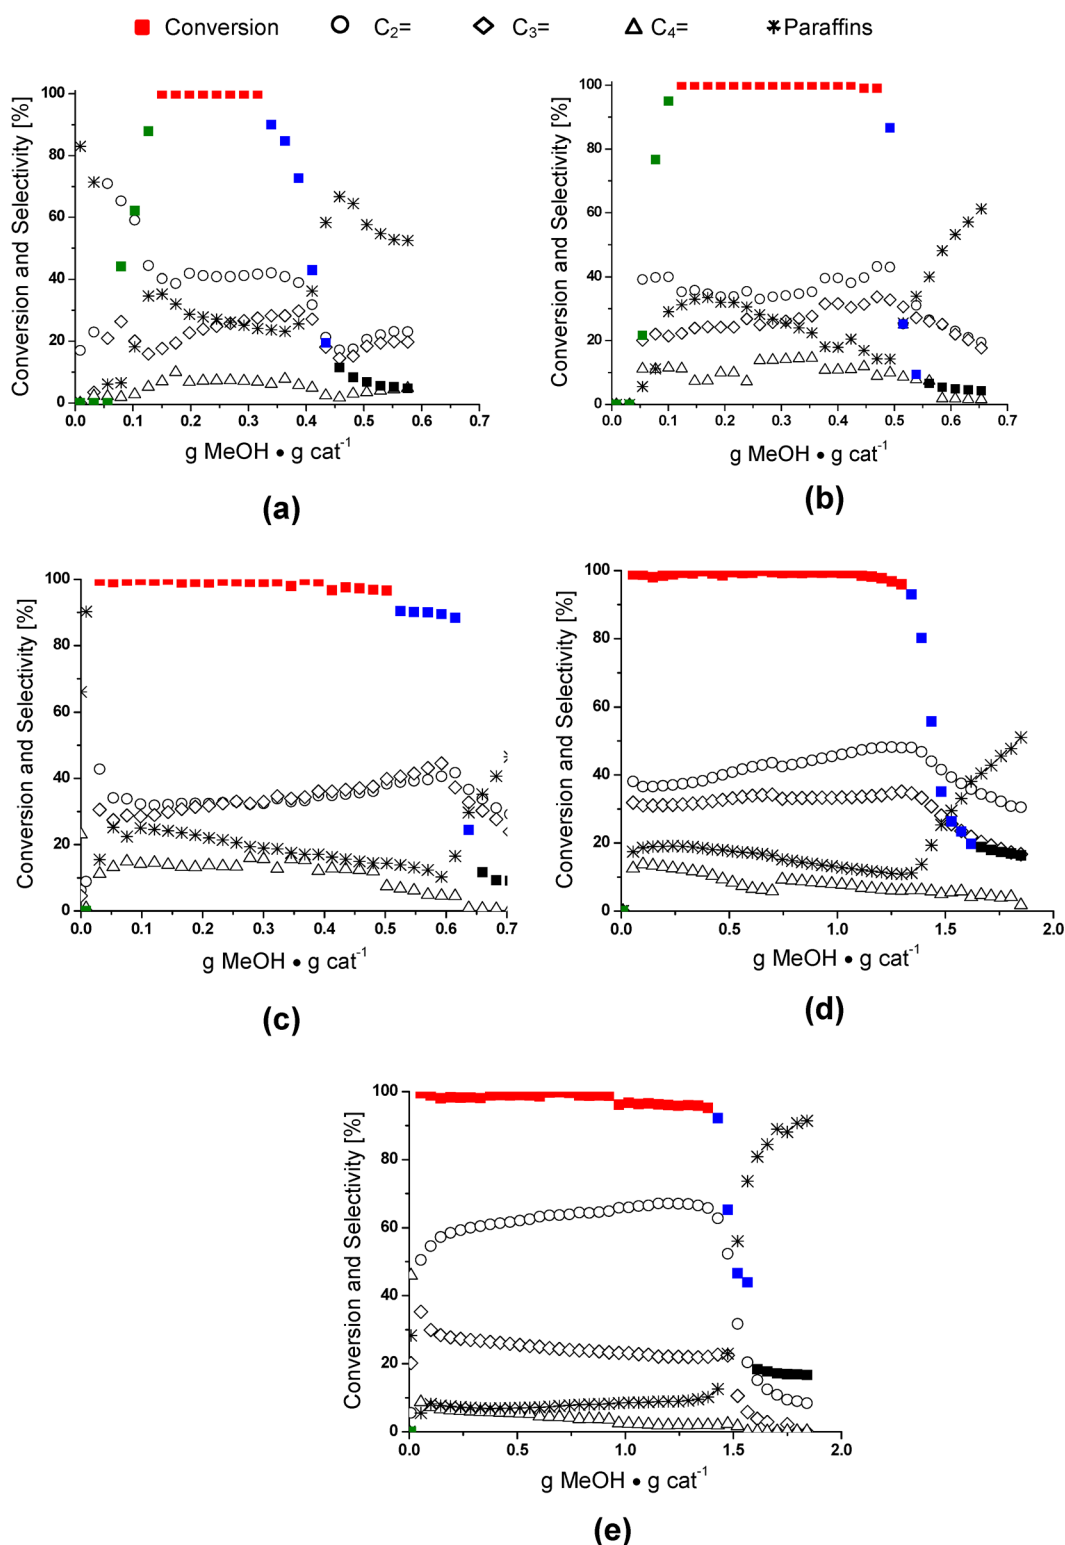 Conversion C₂= C₃= C₄= Paraffins
Conversion and Selectivity [%]
100
80
60
40
20
0
0.0 0.1 0.2 0.3 0.4 0.5 0.6 0.7
g MeOH • g cat⁻¹
(a)
Conversion and Selectivity [%]
100
80
60
40
20
0
0.0 0.1 0.2 0.3 0.4 0.5 0.6 0.7
g MeOH • g cat⁻¹
(b)
Conversion and Selectivity [%]
100
80
60
40
20
0
0.0 0.1 0.2 0.3 0.4 0.5 0.6 0.7
g MeOH • g cat⁻¹
(c)
Conversion and Selectivity [%]
100
80
60
40
20
0
0.0 0.5 1.0 1.5 2.0
g MeOH • g cat⁻¹
(d)
Conversion and Selectivity [%]
100
80
60
40
20
0
0.0 0.5 1.0 1.5 2.0
g MeOH • g cat⁻¹
(e)